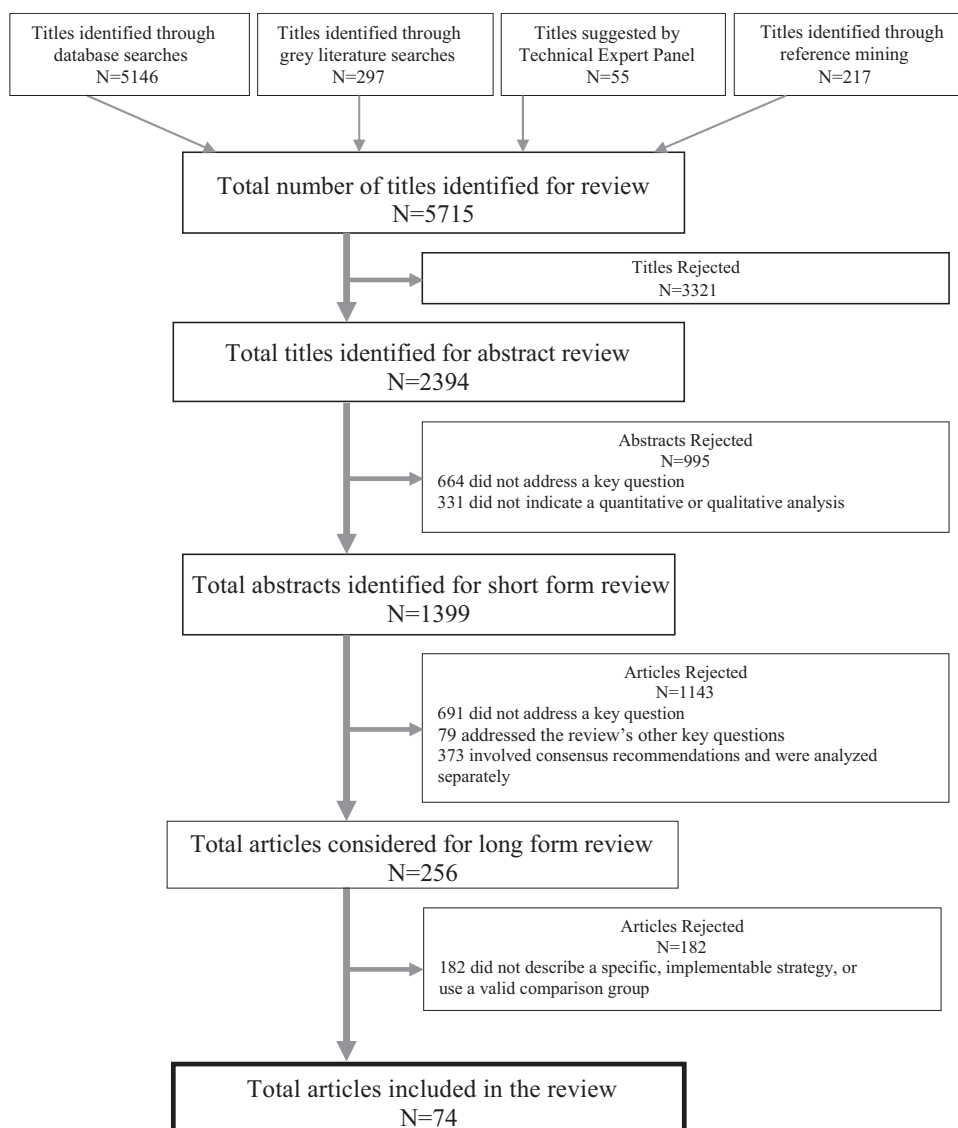 Titles identified through
database searches
N=5146
Titles identified through
grey literature searches
N=297
Titles suggested by
Technical Expert Panel
N=55
Titles identified through
reference mining
N=217
Total number of titles identified for review
N=5715
Titles Rejected
N=3321
Total titles identified for abstract review
N=2394
Abstracts Rejected
N=995
664 did not address a key question
331 did not indicate a quantitative or qualitative analysis
Total abstracts identified for short form review
N=1399
Articles Rejected
N=1143
691 did not address a key question
79 addressed the review's other key questions
373 involved consensus recommendations and were analyzed
separately
Total articles considered for long form review
N=256
Articles Rejected
N=182
182 did not describe a specific, implementable strategy, or
use a valid comparison group
Total articles included in the review
N=74